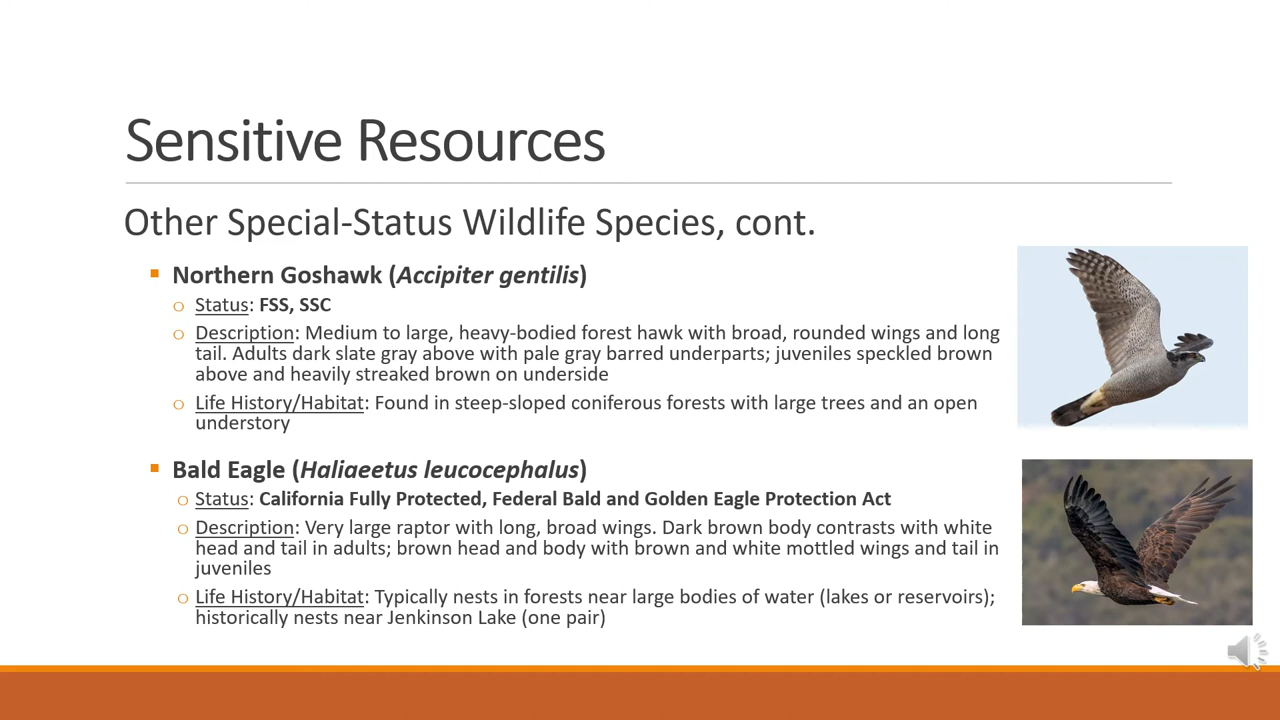 Sensitive Resources
Other Special-Status Wildlife Species, cont.
Northern Goshawk (Accipiter gentilis)
Status: FSS, SSC
Description: Medium to large, heavy-bodied forest hawk with broad, rounded wings and long
tail. Adults dark slate gray above with pale gray barred underparts; juveniles speckled brown
above and heavily streaked brown on underside
Life History/Habitat: Found in steep-sloped coniferous forests with large trees and an open
understory
Bald Eagle (Haliaeetus leucocephalus)
Status: California Fully Protected, Federal Bald and Golden Eagle Protection Act
Description: Very large raptor with long, broad wings. Dark brown body contrasts with white
head and tail in adults; brown head and body with brown and white mottled wings and tail in
juveniles
Life History/Habitat: Typically nests in forests near large bodies of water (lakes or reservoirs);
historically nests near Jenkinson Lake (one pair)